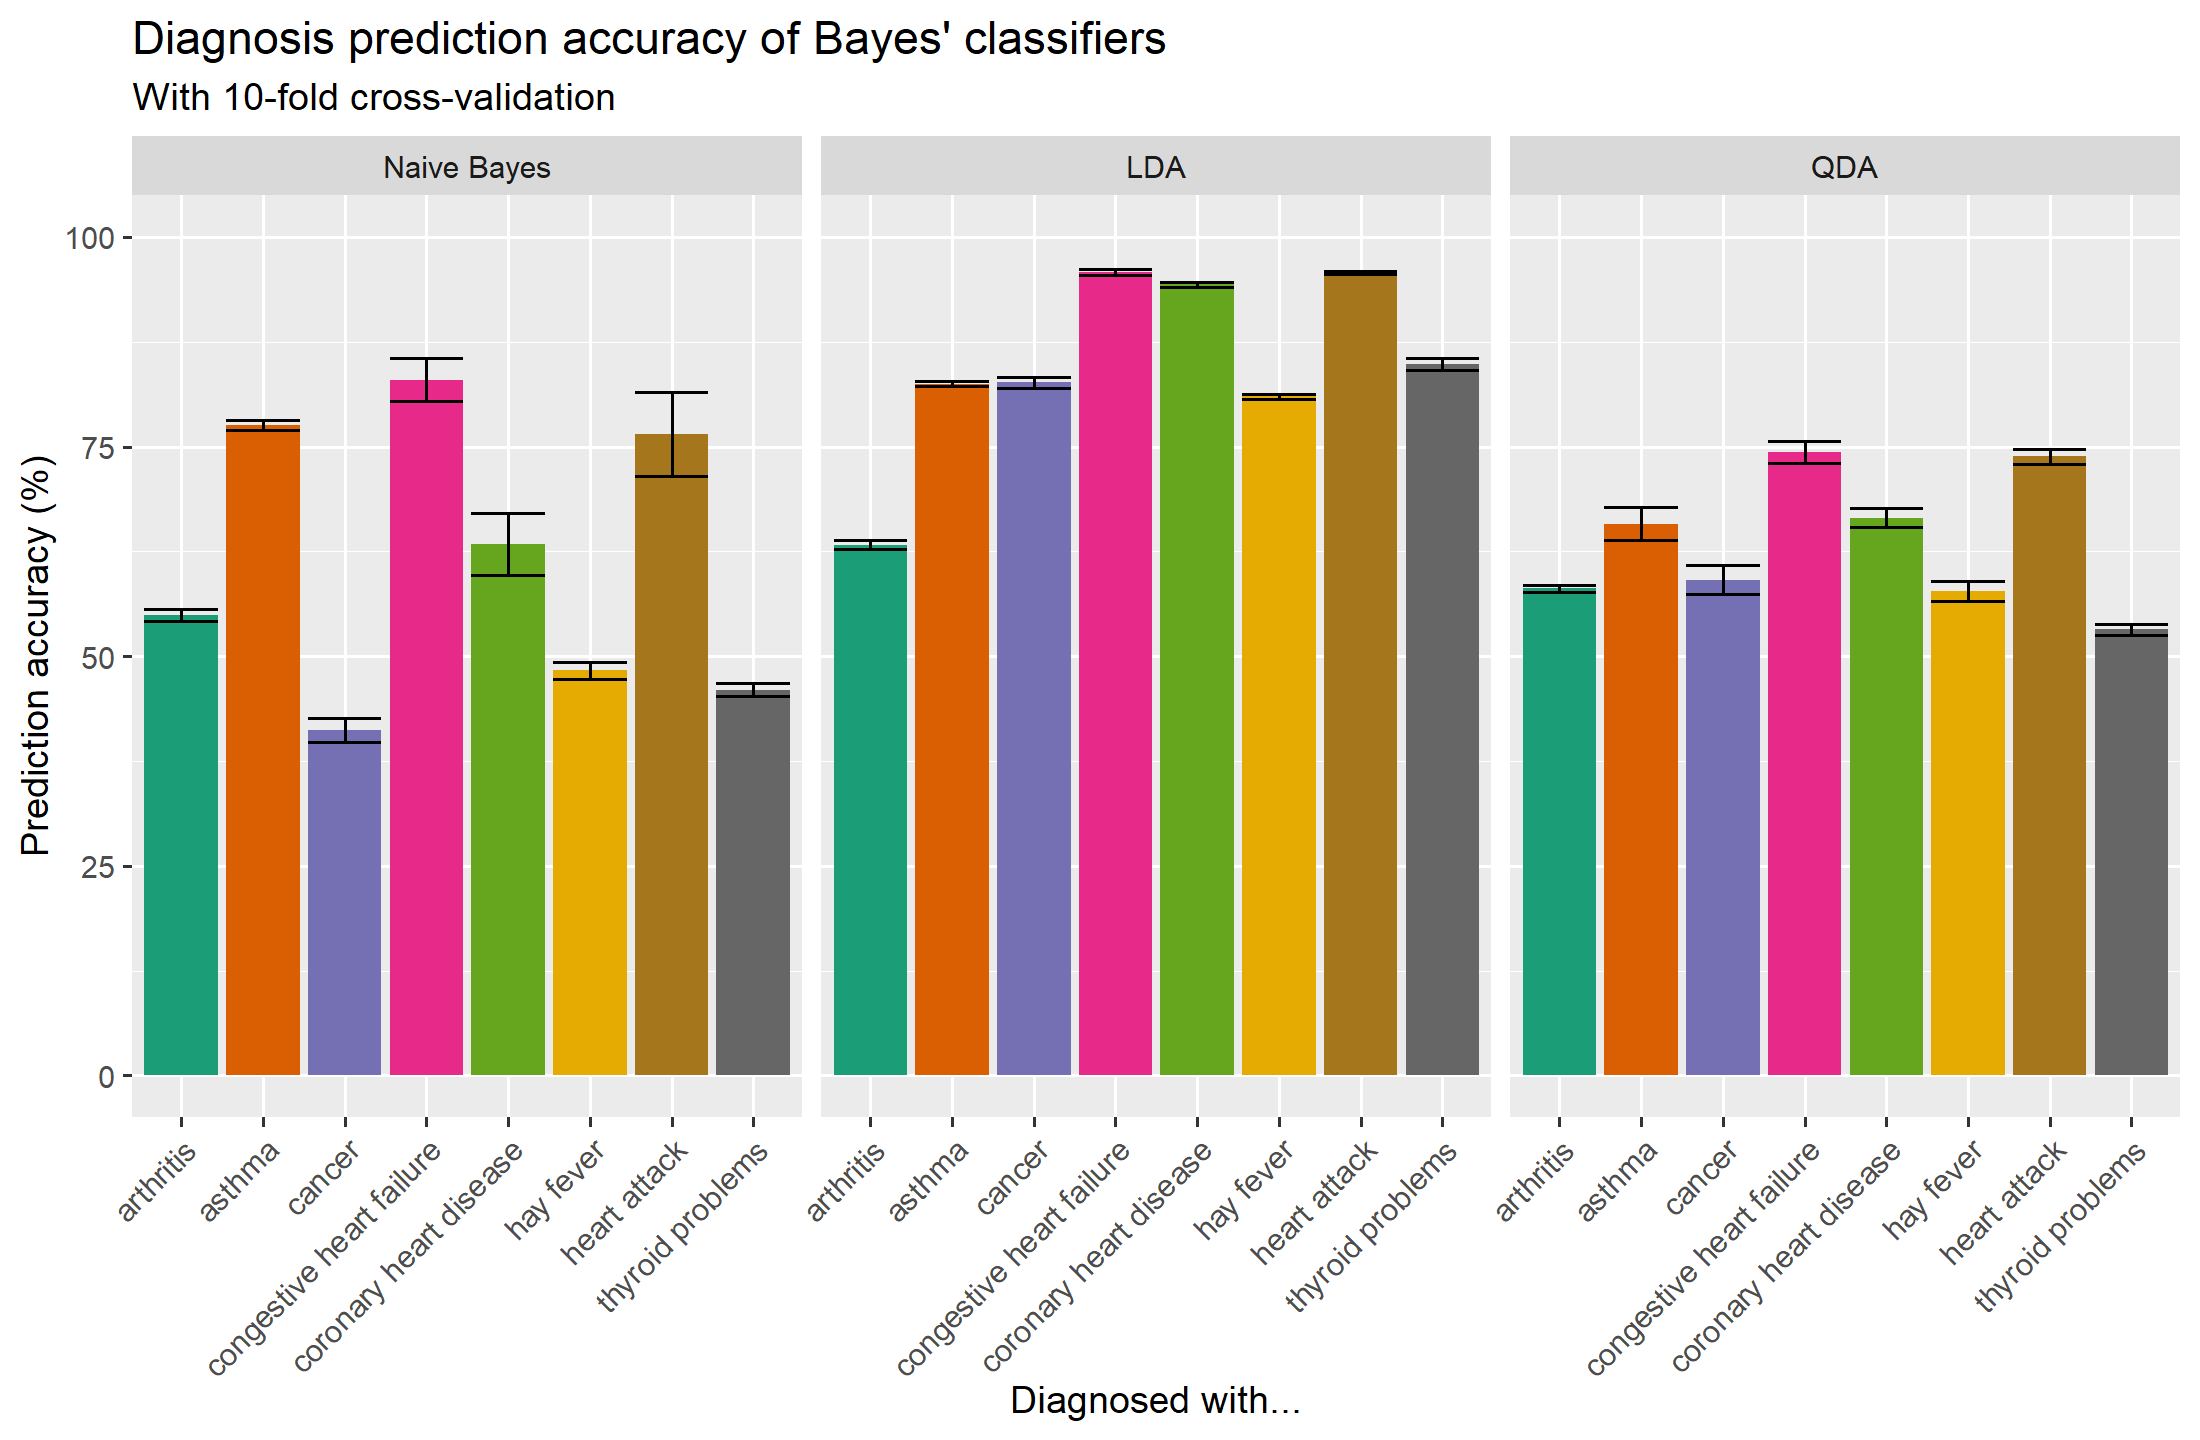 Diagnosis prediction accuracy of Bayes' classifiers
With 10-fold cross-validation
Naive Bayes
LDA
QDA
Prediction accuracy (%)
100
75
50
25
0
arthritis
asthma
cancer
congestive heart failure
coronary heart disease
hay fever
heart attack
thyroid problems
arthritis
asthma
cancer
congestive heart failure
coronary heart disease
hay fever
heart attack
thyroid problems
arthritis
asthma
cancer
congestive heart failure
coronary heart disease
hay fever
heart attack
thyroid problems
Diagnosed with...